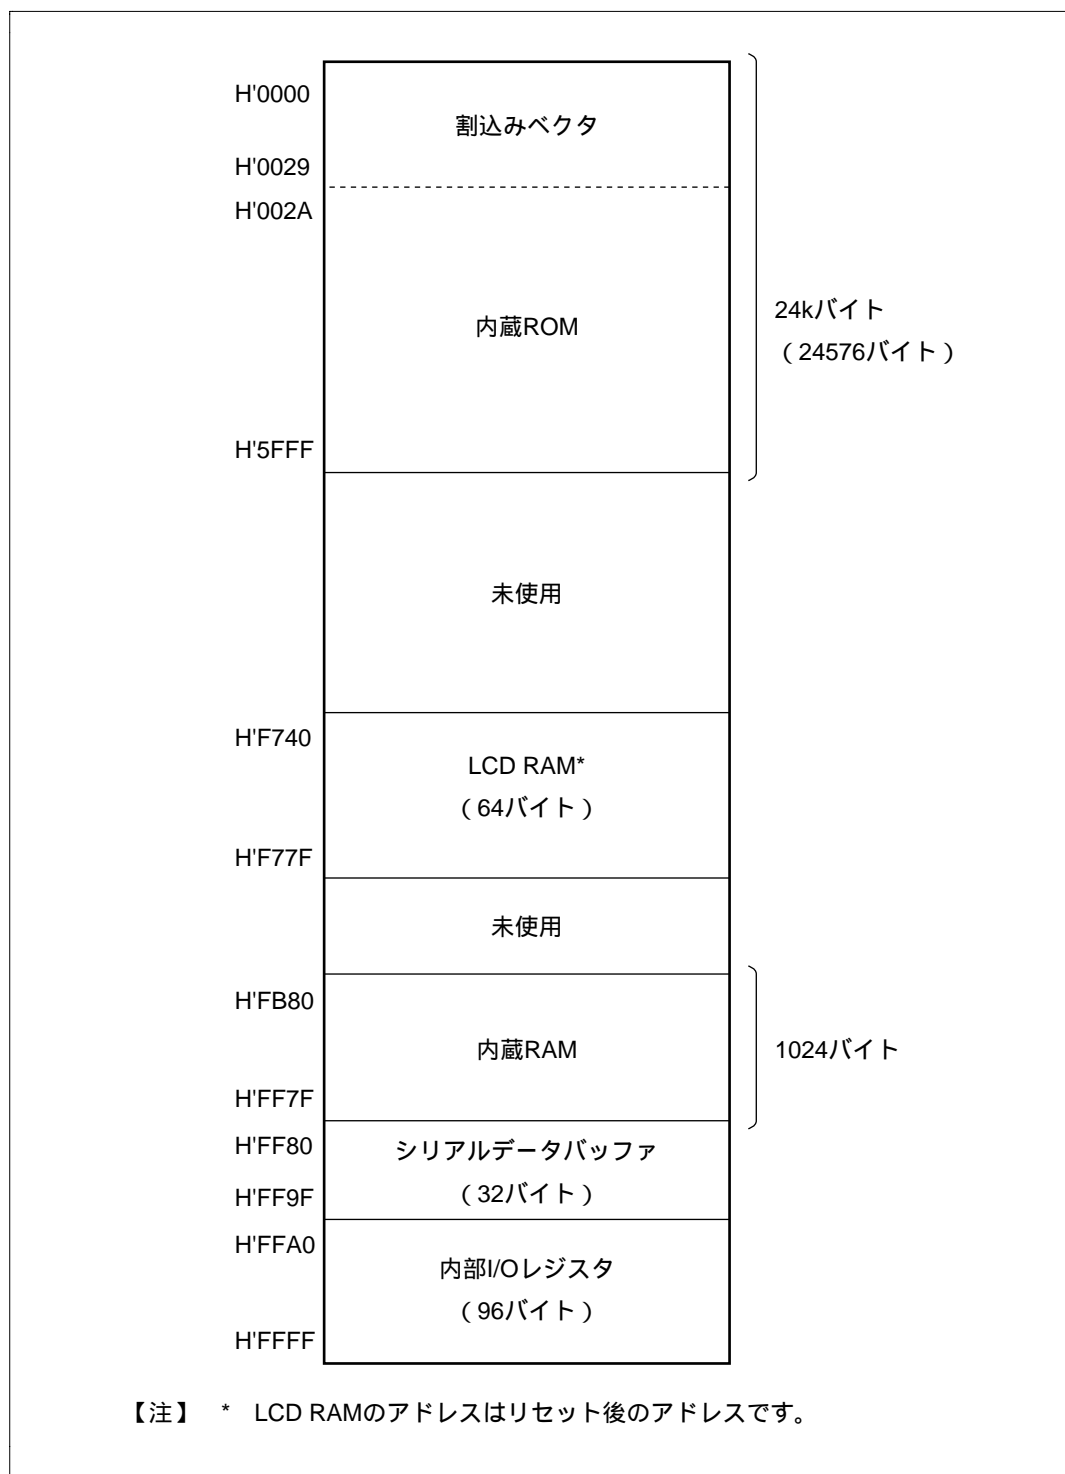 H'0000
割込みベクタ
H'0029
H'002A
内蔵ROM
24kバイト
(24576バイト)
H'5FFF
未使用
H'F740
LCD RAM*
(64バイト)
H'F77F
未使用
H'FB80
内蔵RAM
1024バイト
H'FF7F
H'FF80
シリアルデータバッファ
(32バイト)
H'FF9F
H'FFA0
内部I/Oレジスタ
(96バイト)
H'FFFF
【注】 * LCD RAMのアドレスはリセット後のアドレスです。